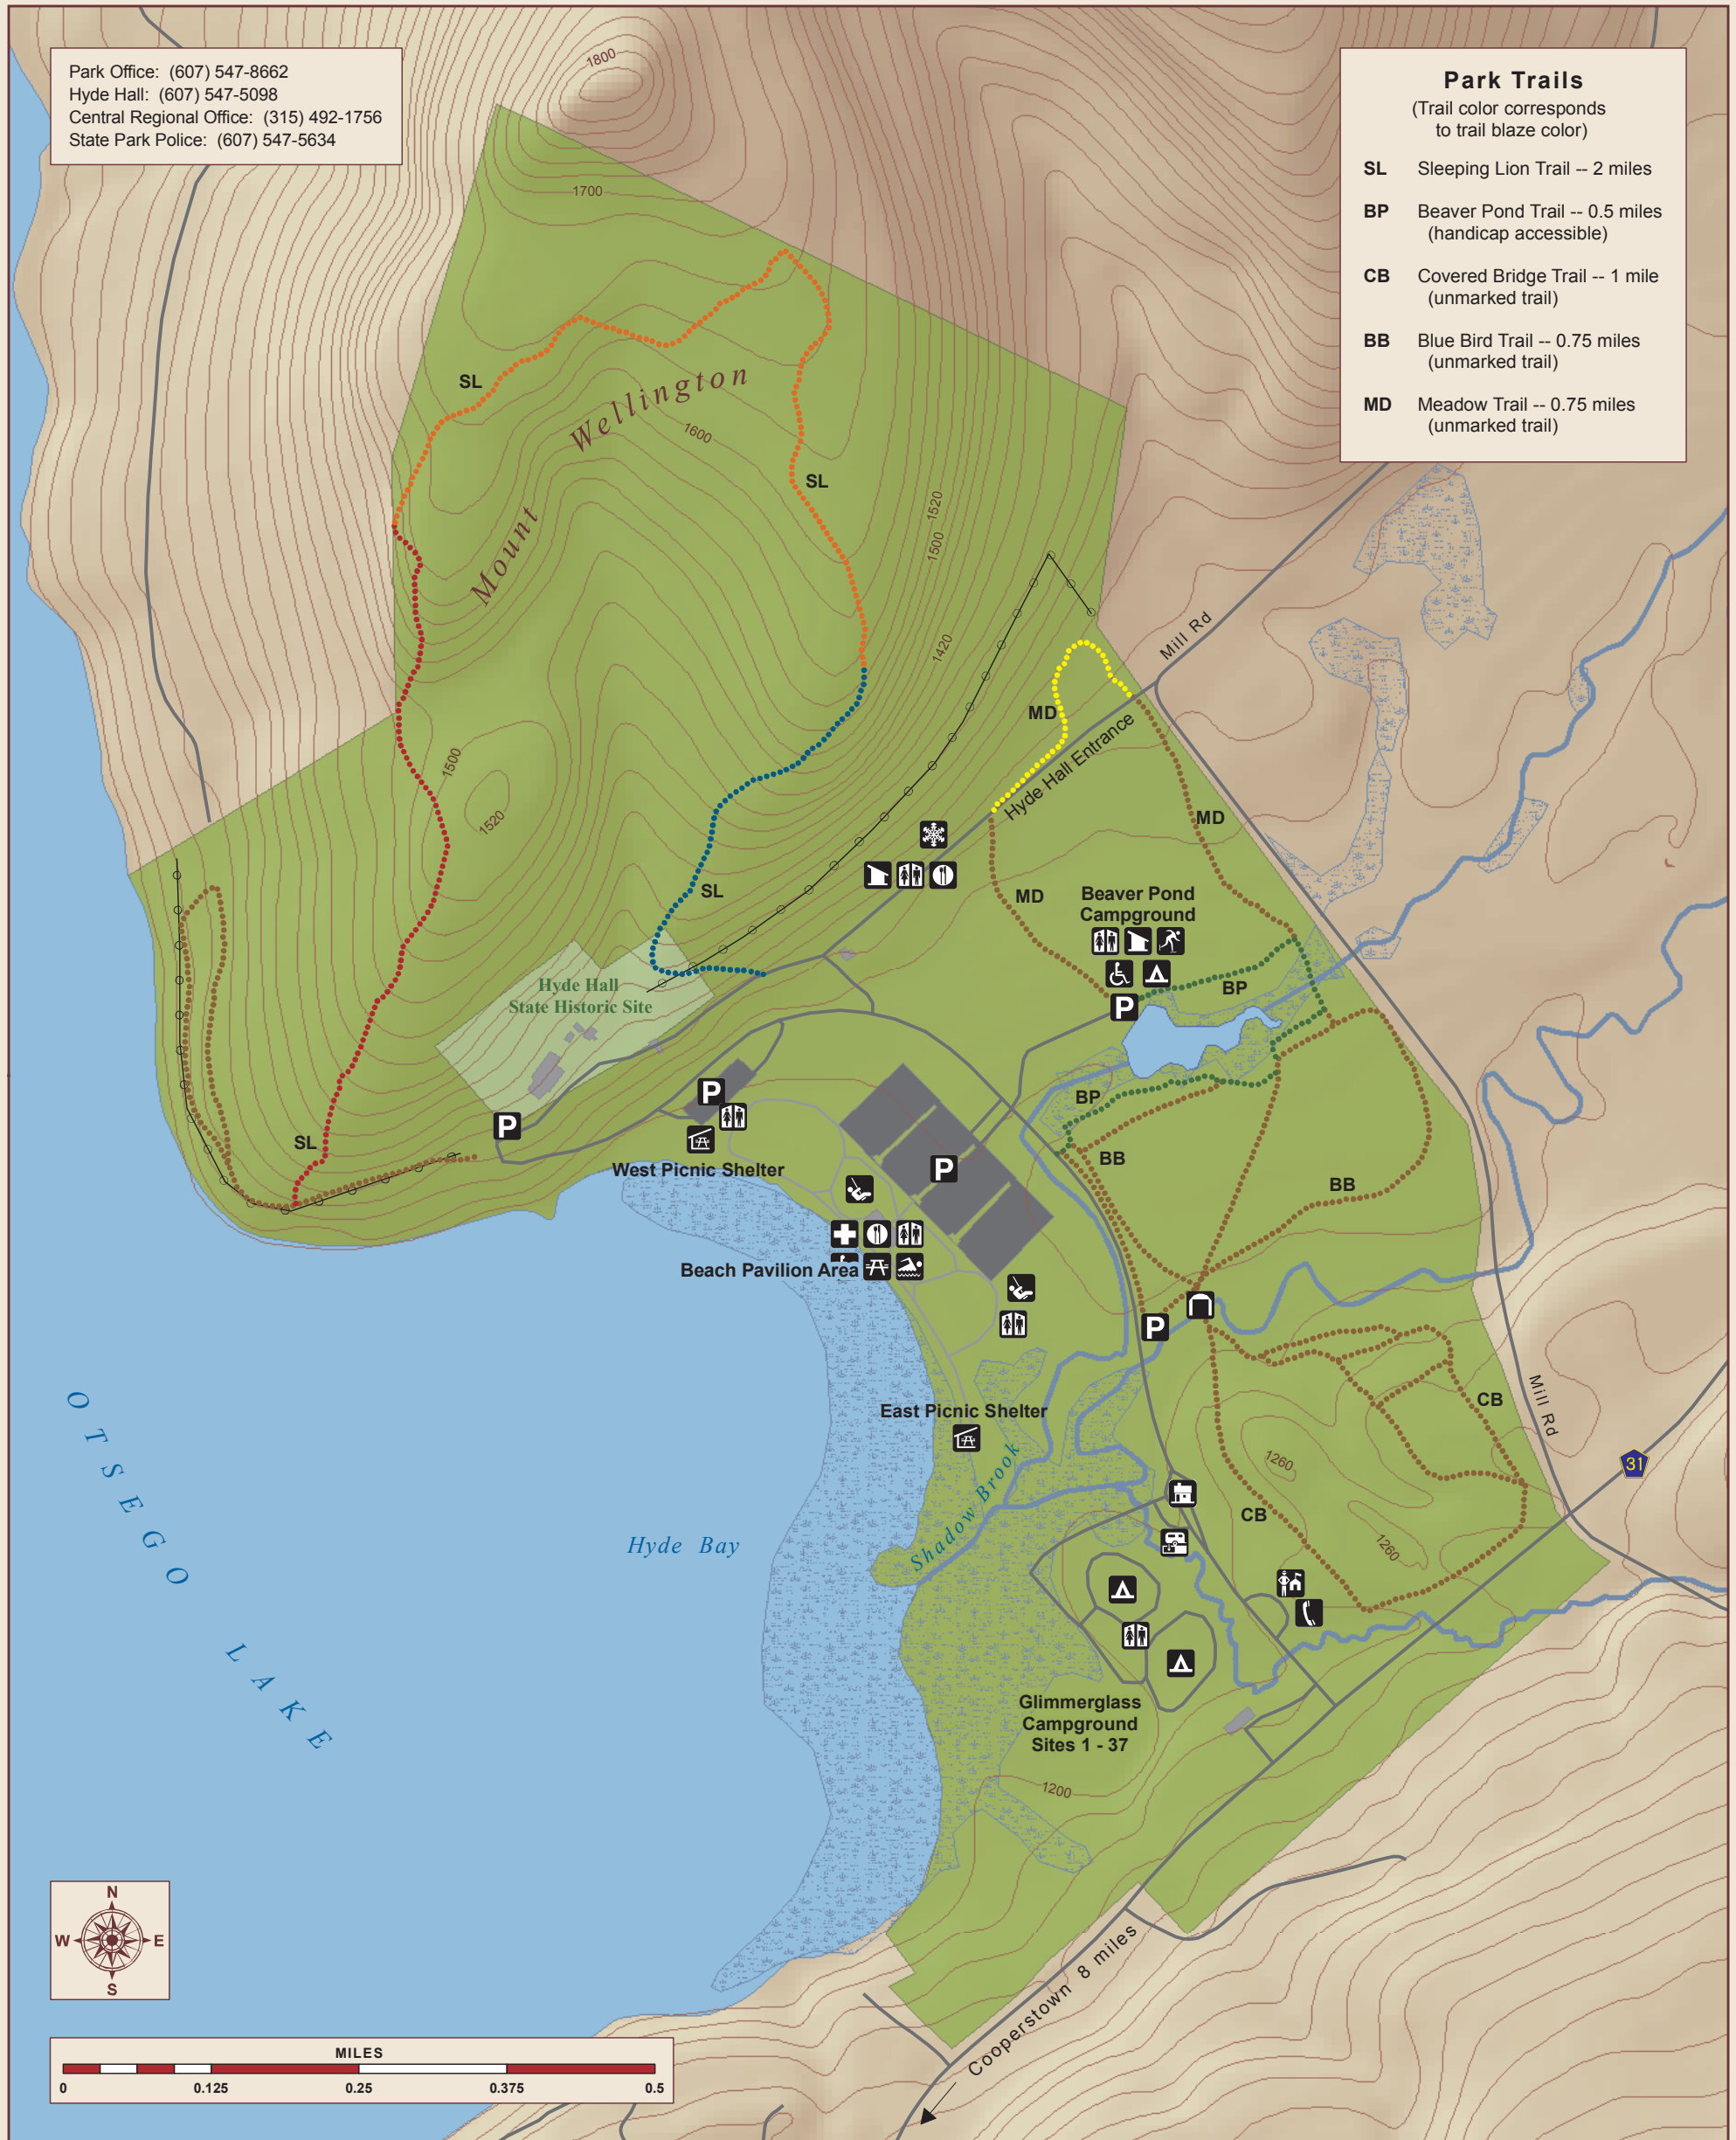 Park Office: (607) 547-8662
Hyde Hall: (607) 547-5098
Central Regional Office: (315) 492-1756
State Park Police: (607) 547-5634
Park Trails
(Trail color corresponds
to trail blaze color)
SL Sleeping Lion Trail -- 2 miles
BP Beaver Pond Trail -- 0.5 miles
(handicap accessible)
CB Covered Bridge Trail -- 1 mile
(unmarked trail)
BB Blue Bird Trail -- 0.75 miles
(unmarked trail)
MD Meadow Trail -- 0.75 miles
(unmarked trail)
1800
1700
SL
Mount Wellington
1600
SL
1520
1500
1420
Mill Rd
MD
Hyde Hall Entrance
1500
1520
MD
SL
MD
Beaver Pond
Campground
Hyde Hall
State Historic Site
BP
P
P
BP
P
SL
BB
West Picnic Shelter
P
BB
Beach Pavilion Area
P
CB
Mill Rd
East Picnic Shelter
1260
31
Shadow Brook
CB
1260
OTSEGO LAKE
Hyde Bay
Glimmerglass
Campground
Sites 1 - 37
1200
N
W E
S
Cooperstown 8 miles
MILES
0 0.125 0.25 0.375 0.5